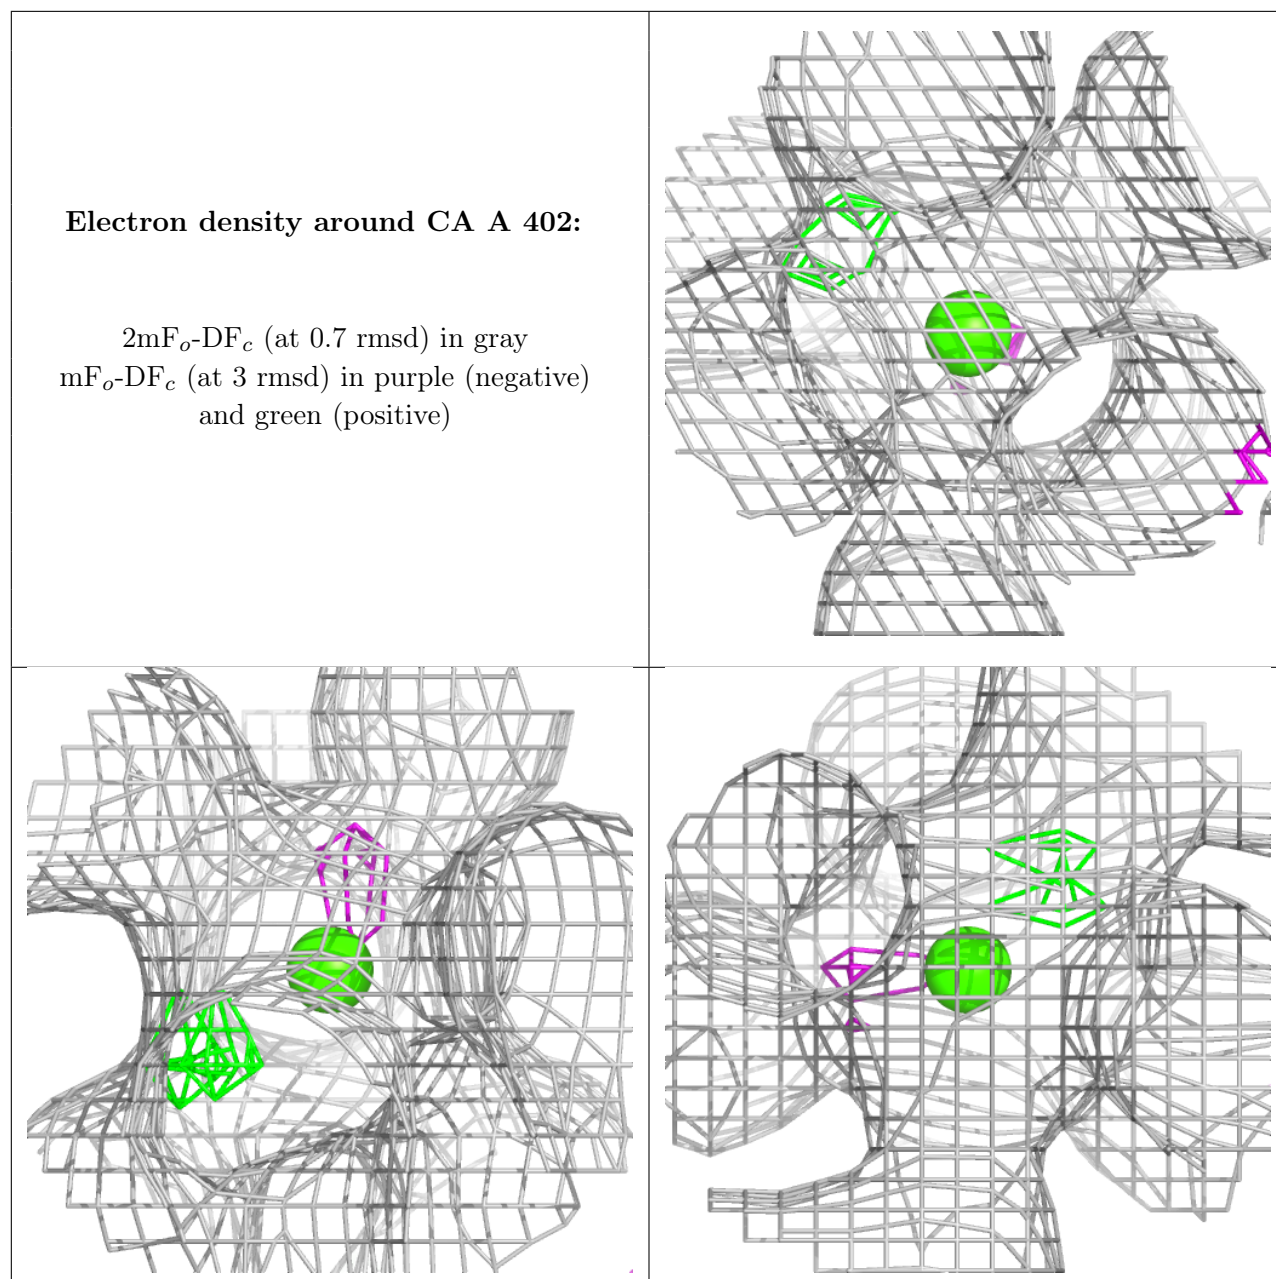 Electron density around CA A 402:
2mFo-DFc (at 0.7 rmsd) in gray
mFo-DFc (at 3 rmsd) in purple (negative)
and green (positive)